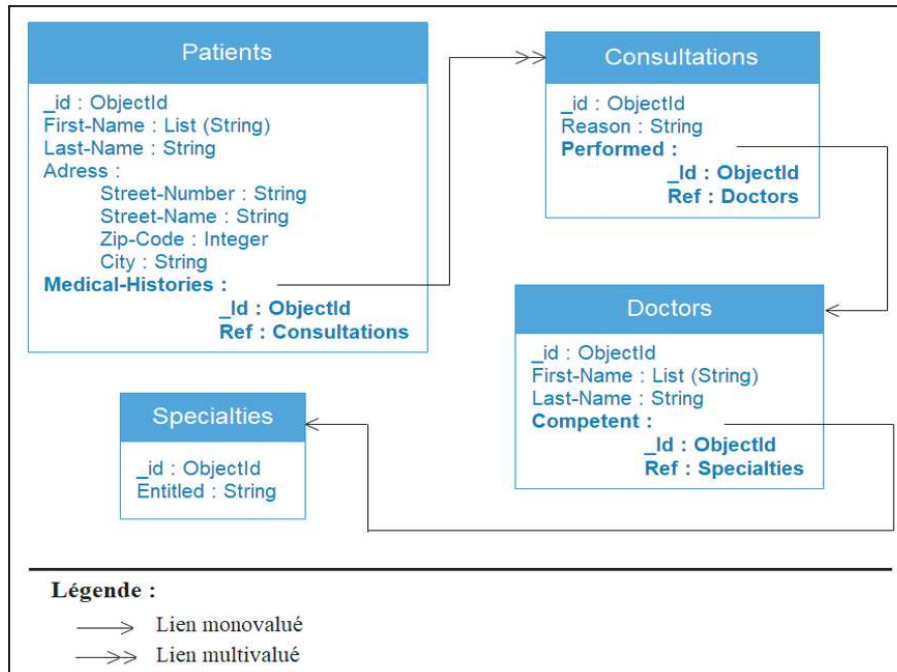 Patients
_id : ObjectId
First-Name : List (String)
Last-Name : String
Adress :
Street-Number : String
Street-Name : String
Zip-Code : Integer
City : String
Medical-Histories :
_Id : ObjectId
Ref : Consultations
Consultations
_id : ObjectId
Reason : String
Performed :
_Id : ObjectId
Ref : Doctors
Doctors
_id : ObjectId
First-Name : List (String)
Last-Name : String
Competent :
_Id : ObjectId
Ref : Specialties
Specialties
_id : ObjectId
Entitled : String
Légende :
Lien monovalué
Lien multivalué